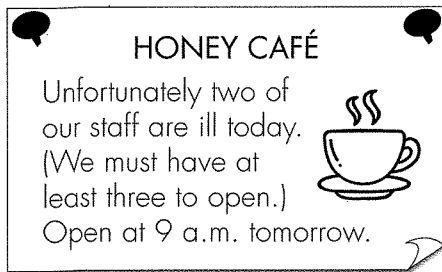 HONEY CAFÉ
Unfortunately two of
our staff are ill today.
(We must have at
least three to open.)
Open at 9 a.m. tomorrow.